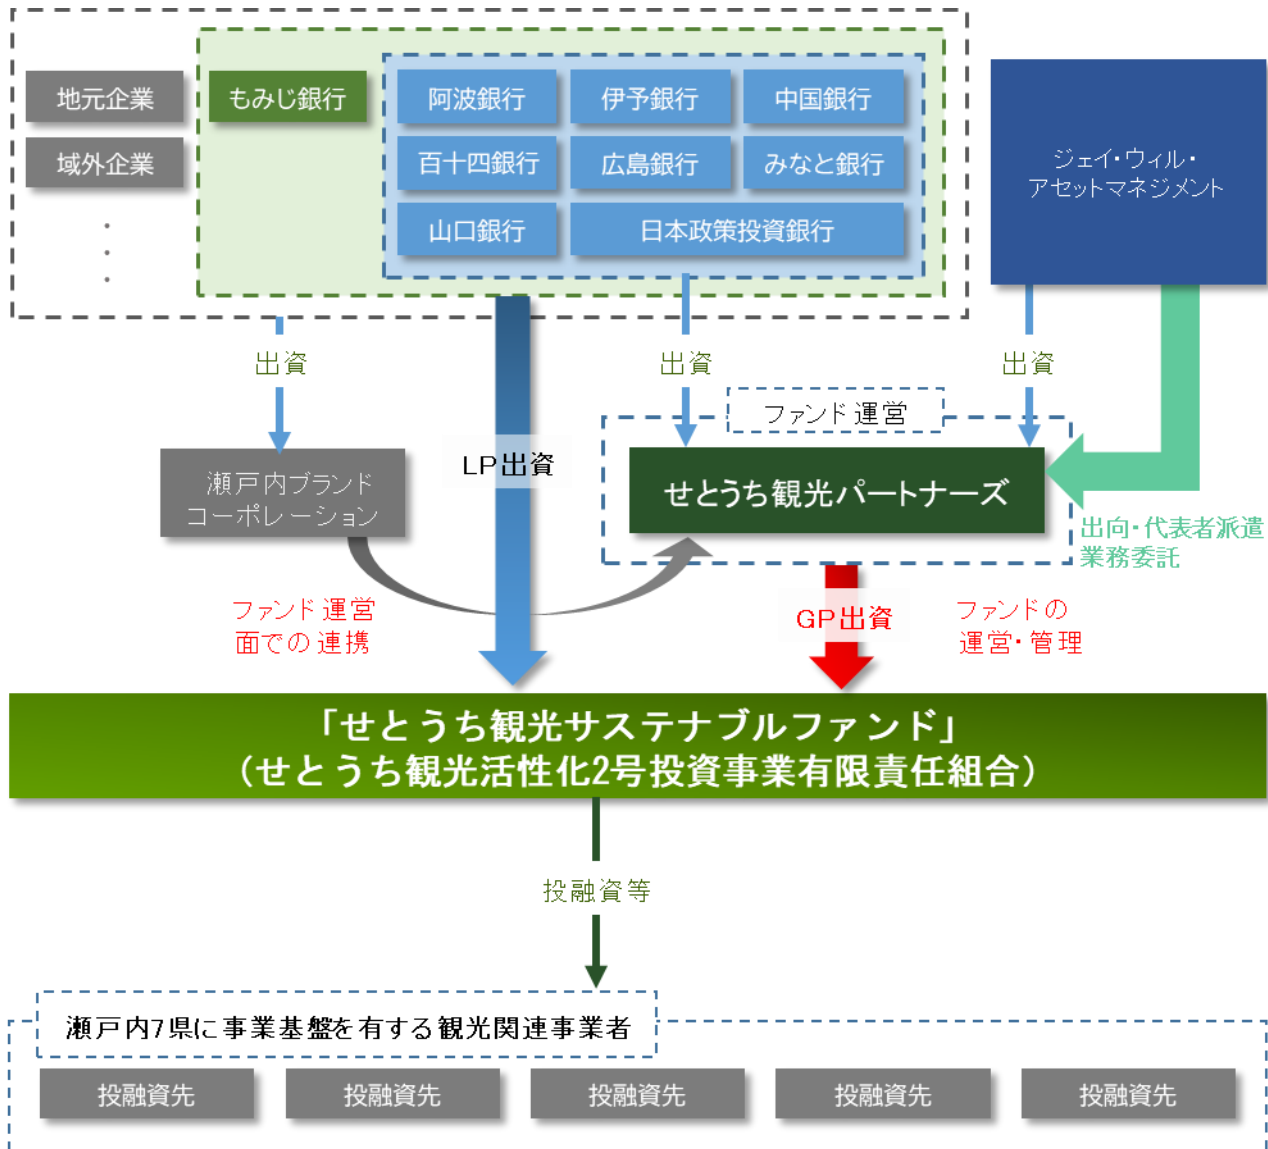 地元企業
域外企業
・
・
・
もみじ銀行
阿波銀行
伊予銀行
中国銀行
百十四銀行
広島銀行
みなと銀行
山口銀行
日本政策投資銀行
ジェイ・ウィル・
アセットマネジメント
出資
出資
出資
ファンド運営
LP出資
瀬戸内ブランド
コーポレーション
せとうち観光パートナーズ
出向・代表者派遣
業務委託
ファンド運営
面での連携
GP出資
ファンドの
運営・管理
「せとうち観光サステナブルファンド」
（せとうち観光活性化2号投資事業有限責任組合）
投融資等
瀬戸内7県に事業基盤を有する観光関連事業者
投融資先
投融資先
投融資先
投融資先
投融資先